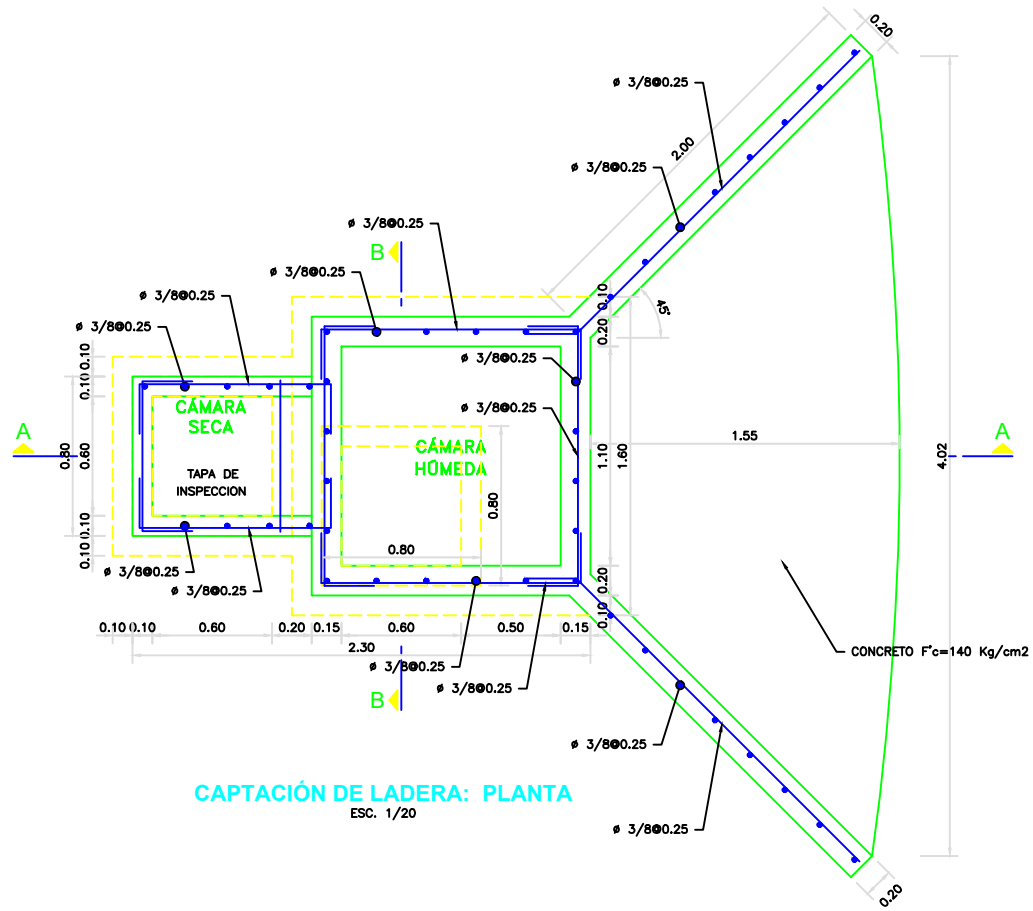 0.20
ø 3/8@0.25
2.00
ø 3/8@0.25
ø 3/8@0.25
B
ø 3/8@0.25
ø 3/8@0.25
0.10
45°
ø 3/8@0.25
0.20
ø 3/8@0.25
0.10
0.10
CÁMARA
SECA
ø 3/8@0.25
A
0.80
0.60
TAPA DE
INSPECCION
CÁMARA
HÚMEDA
1.10
1.60
1.55
4.02
A
0.80
0.80
0.10
0.10
ø 3/8@0.25
ø 3/8@0.25
0.20
0.10
0.10
0.10
0.60
0.20
0.15
0.60
0.50
0.15
2.30
CONCRETO F'c=140 Kg/cm2
ø 3/8@0.25
ø 3/8@0.25
B
ø 3/8@0.25
CAPTACIÓN DE LADERA: PLANTA
ESC. 1/20
ø 3/8@0.25
0.20